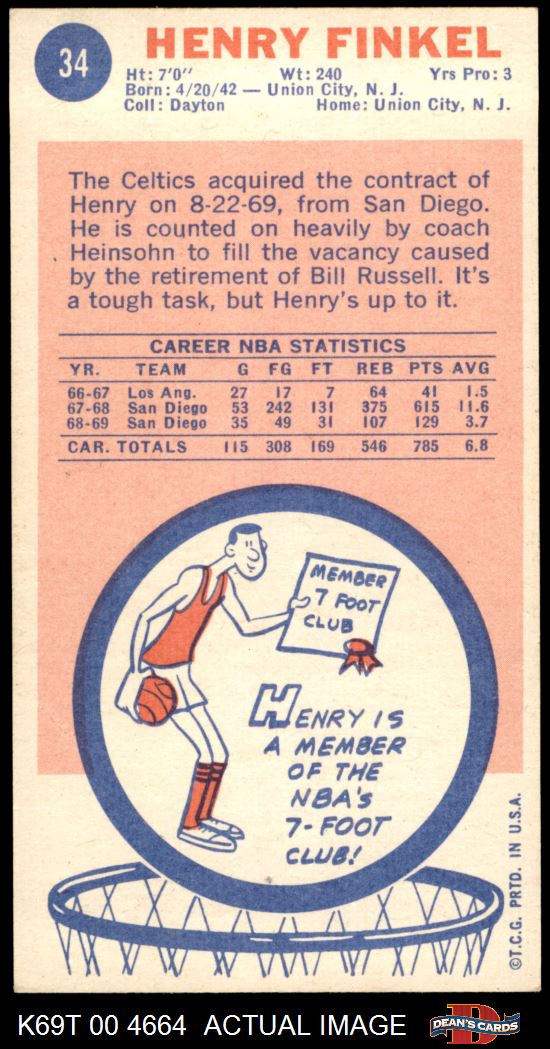 34
HENRY FINKEL
Ht: 7'0" Wt: 240 Yrs Pro: 3
Born: 4/20/42 — Union City, N. J.
Coll: Dayton Home: Union City, N. J.
The Celtics acquired the contract of
Henry on 8-22-69, from San Diego.
He is counted on heavily by coach
Heinsohn to fill the vacancy caused
by the retirement of Bill Russell. It's
a tough task, but Henry's up to it.
CAREER NBA STATISTICS
YR. TEAM G FG FT REB PTS AVG
66-67 Los Ang. 27 17 7 64 41 1.5
67-68 San Diego 53 242 131 375 615 11.6
68-69 San Diego 35 49 31 107 129 3.7
CAR. TOTALS 115 308 169 546 785 6.8
MEMBER
7 FOOT
CLUB
HENRY IS
A MEMBER
OF THE
NBA'S
7-FOOT
CLUB!
©T.C.G. PRTD. IN U.S.A.
K69T 00 4664 ACTUAL IMAGE
D
DEAN'S CARDS